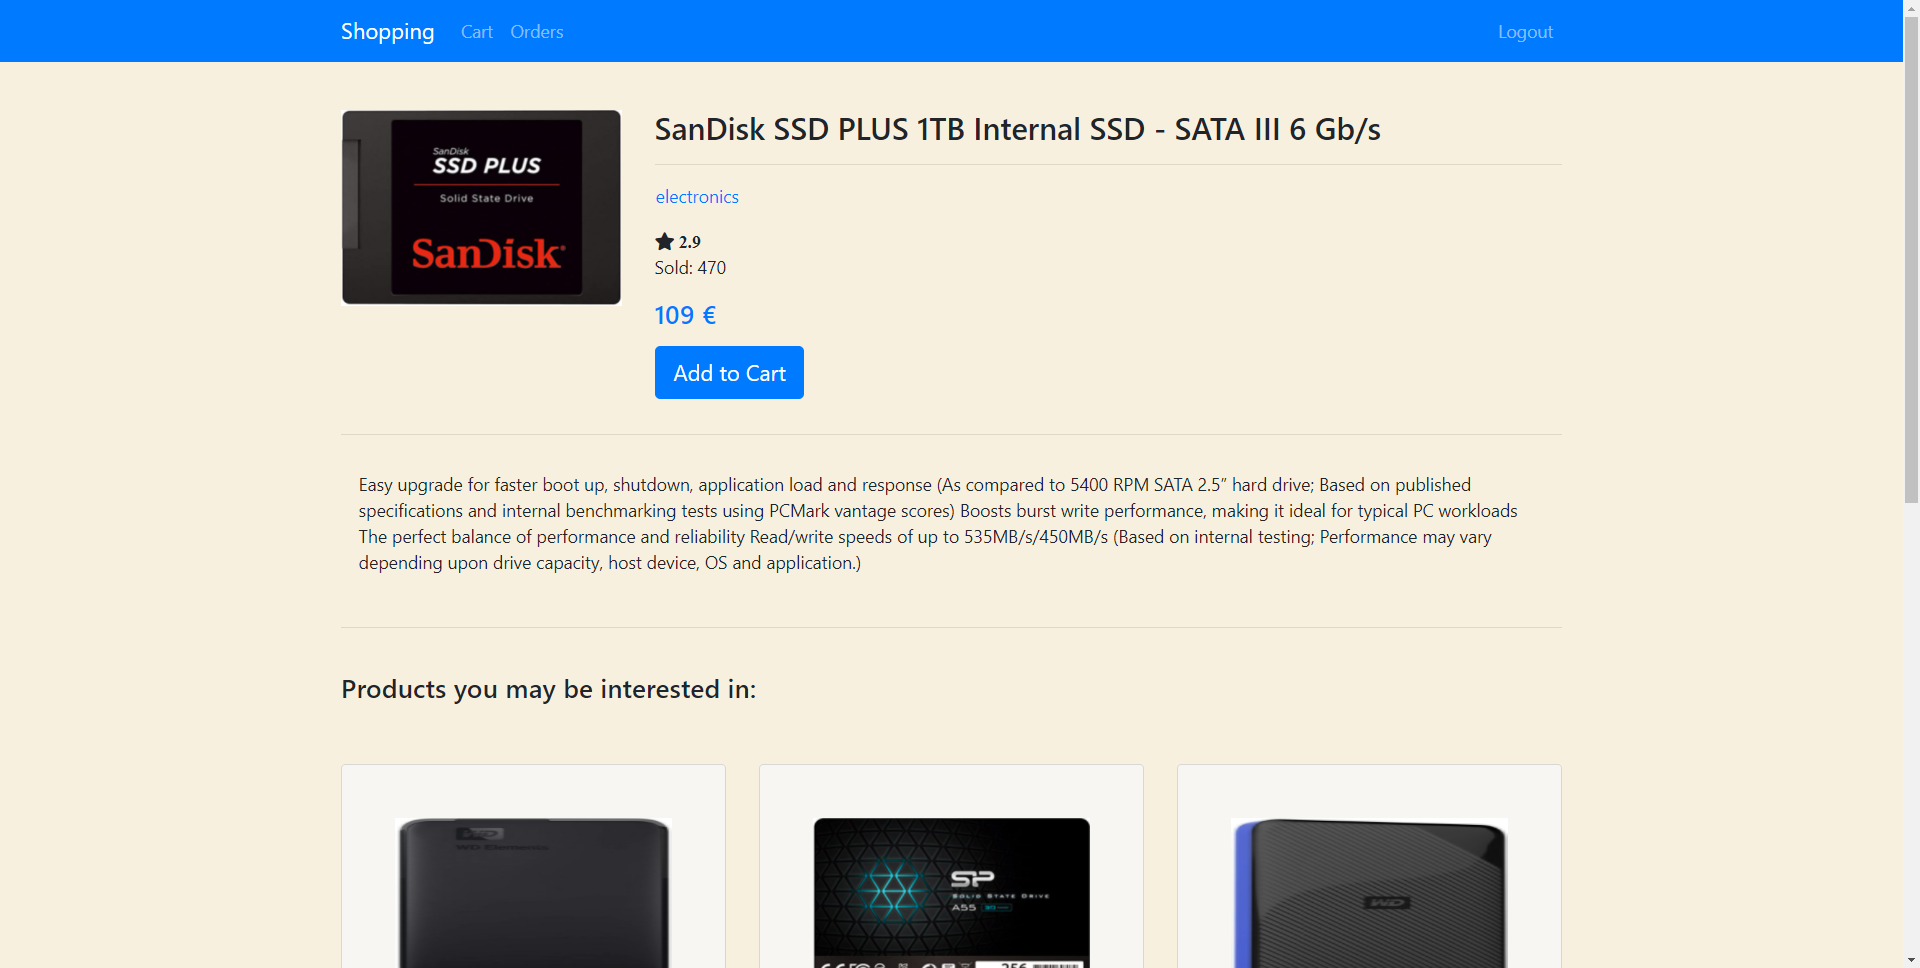 Shopping Cart Orders Logout
SanDisk
SSD PLUS
Solid State Drive
SanDisk®
SanDisk SSD PLUS 1TB Internal SSD - SATA III 6 Gb/s
electronics
2.9
Sold: 470
109 €
Add to Cart
Easy upgrade for faster boot up, shutdown, application load and response (As compared to 5400 RPM SATA 2.5” hard drive; Based on published
specifications and internal benchmarking tests using PCMark vantage scores) Boosts burst write performance, making it ideal for typical PC workloads
The perfect balance of performance and reliability Read/write speeds of up to 535MB/s/450MB/s (Based on internal testing; Performance may vary
depending upon drive capacity, host device, OS and application.)
Products you may be interested in:
WD
WD Elements
SP
SOLID STATE DRIVE
A55
WD